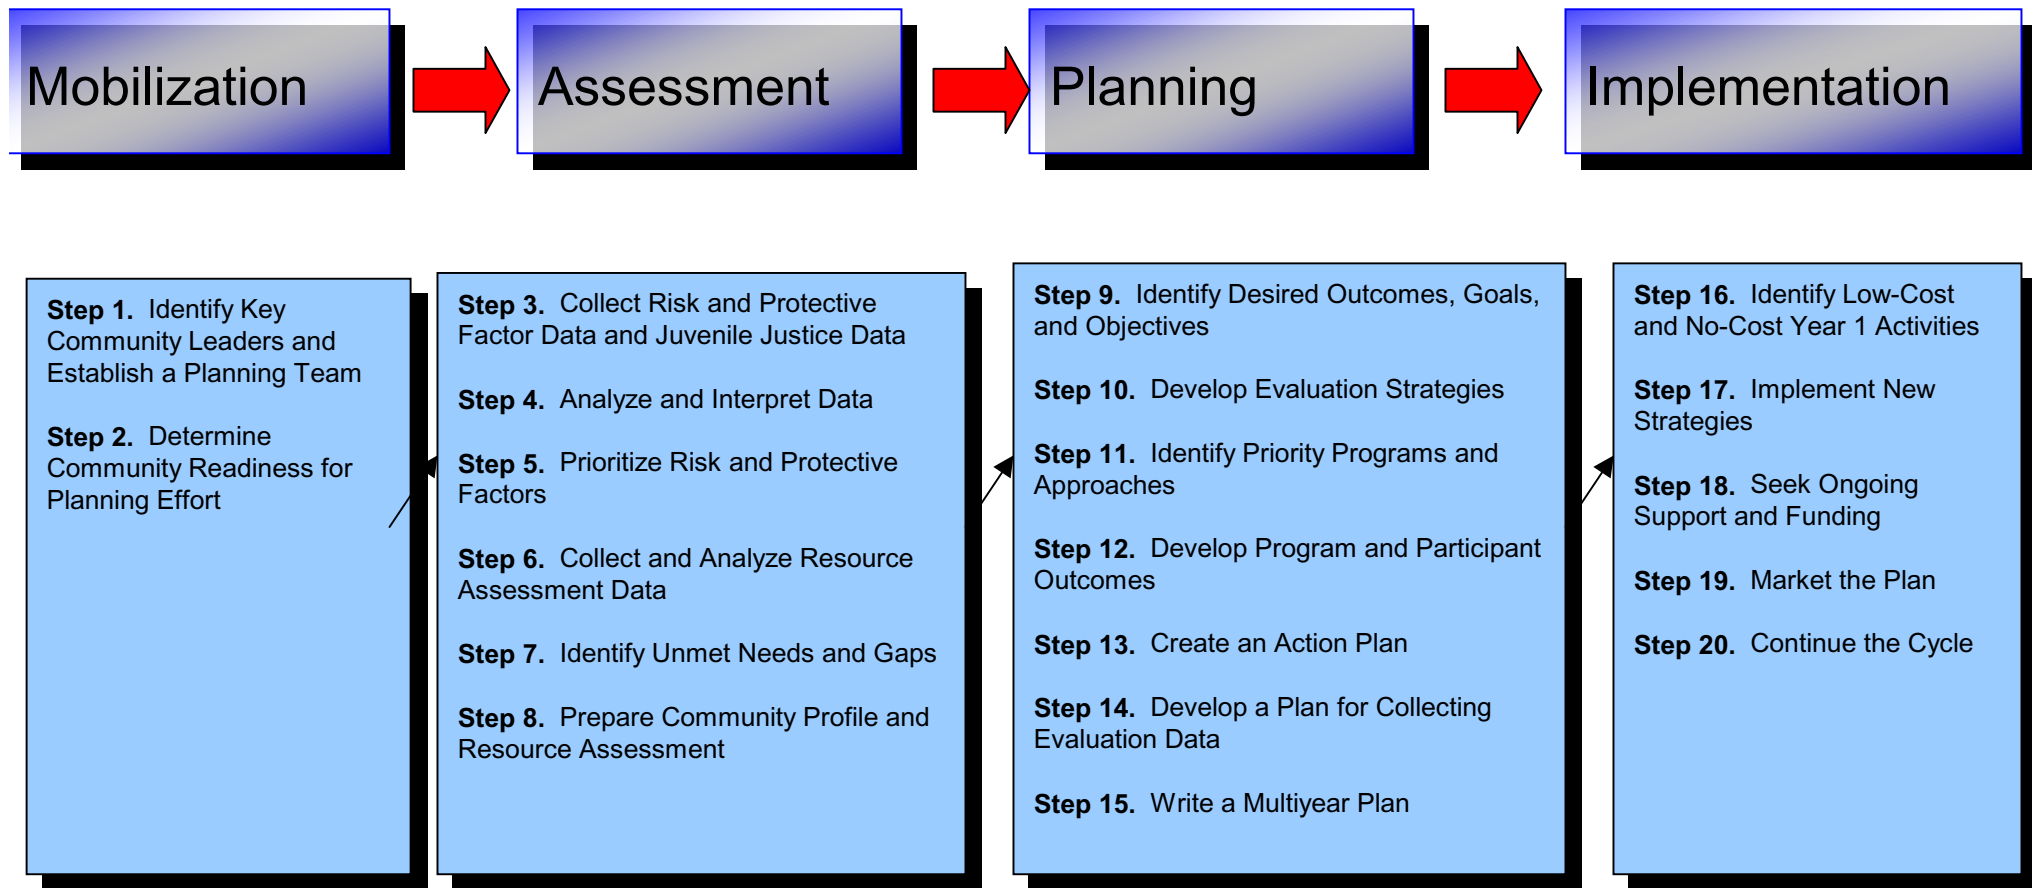 Mobilization
Assessment
Planning
Implementation
Step 1. Identify Key
Community Leaders and
Establish a Planning Team
Step 2. Determine
Community Readiness for
Planning Effort
Step 3. Collect Risk and Protective
Factor Data and Juvenile Justice Data
Step 4. Analyze and Interpret Data
Step 5. Prioritize Risk and Protective
Factors
Step 6. Collect and Analyze Resource
Assessment Data
Step 7. Identify Unmet Needs and Gaps
Step 8. Prepare Community Profile and
Resource Assessment
Step 9. Identify Desired Outcomes, Goals,
and Objectives
Step 10. Develop Evaluation Strategies
Step 11. Identify Priority Programs and
Approaches
Step 12. Develop Program and Participant
Outcomes
Step 13. Create an Action Plan
Step 14. Develop a Plan for Collecting
Evaluation Data
Step 15. Write a Multiyear Plan
Step 16. Identify Low-Cost
and No-Cost Year 1 Activities
Step 17. Implement New
Strategies
Step 18. Seek Ongoing
Support and Funding
Step 19. Market the Plan
Step 20. Continue the Cycle